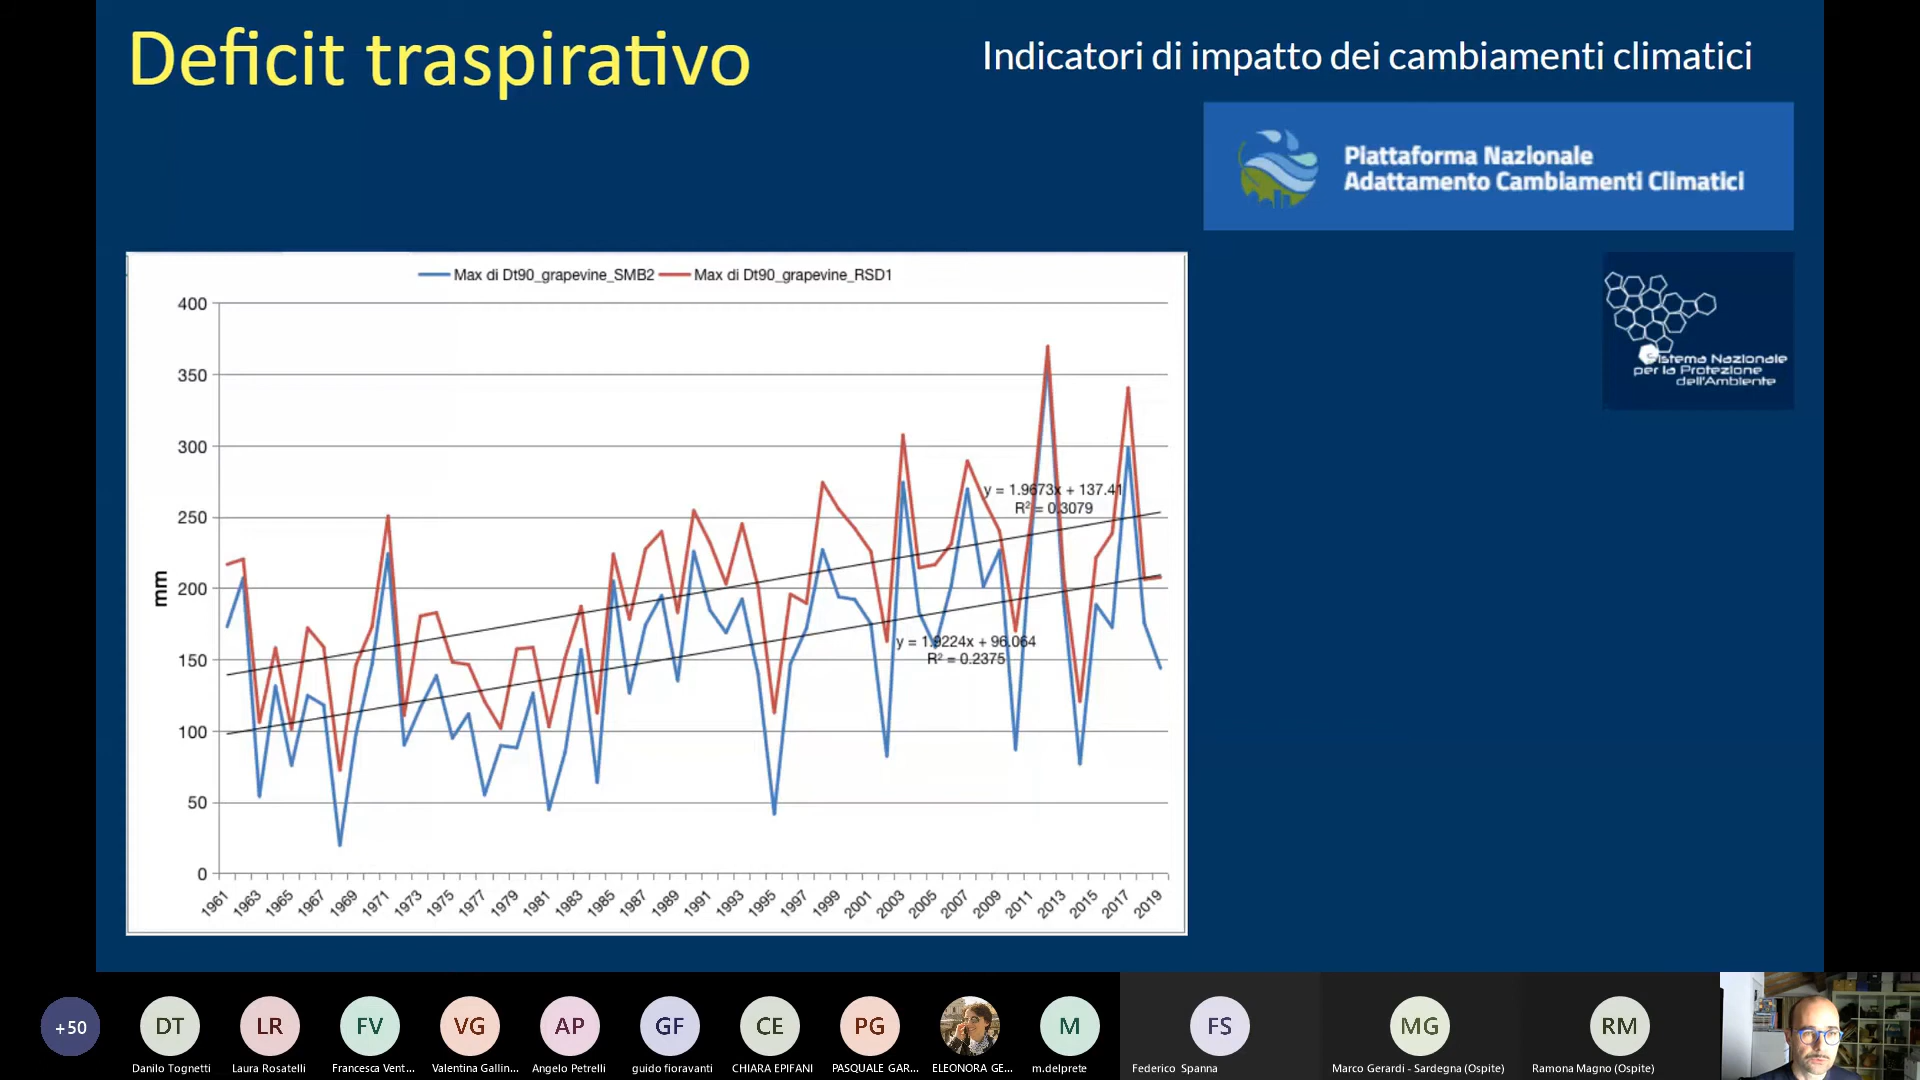 Deficit traspirativo
Indicatori di impatto dei cambiamenti climatici
Piattaforma Nazionale
Adattamento Cambiamenti Climatici
Sistema Nazionale
per la Protezione
dell'Ambiente
Max di Dt90_grapevine_SMB2
Max di Dt90_grapevine_RSD1
400
350
300
250
200
150
100
50
0
mm
y = 1.9673x + 137.41
R² = 0.3079
y = 1.9224x + 96.064
R² = 0.2375
1961
1963
1965
1967
1969
1971
1973
1975
1977
1979
1981
1983
1985
1987
1989
1991
1993
1995
1997
1999
2001
2003
2005
2007
2009
2011
2013
2015
2017
2019
+50
DT
LR
FV
VG
AP
GF
CE
PG
M
FS
MG
RM
Danilo Tognetti
Laura Rosatelli
Francesca Vent...
Valentina Gallin...
Angelo Petrelli
guido fioravanti
CHIARA EPIFANI
PASQUALE GAR...
ELEONORA GE...
m.delprete
Federico Spanna
Marco Gerardi - Sardegna (Ospite)
Ramona Magno (Ospite)